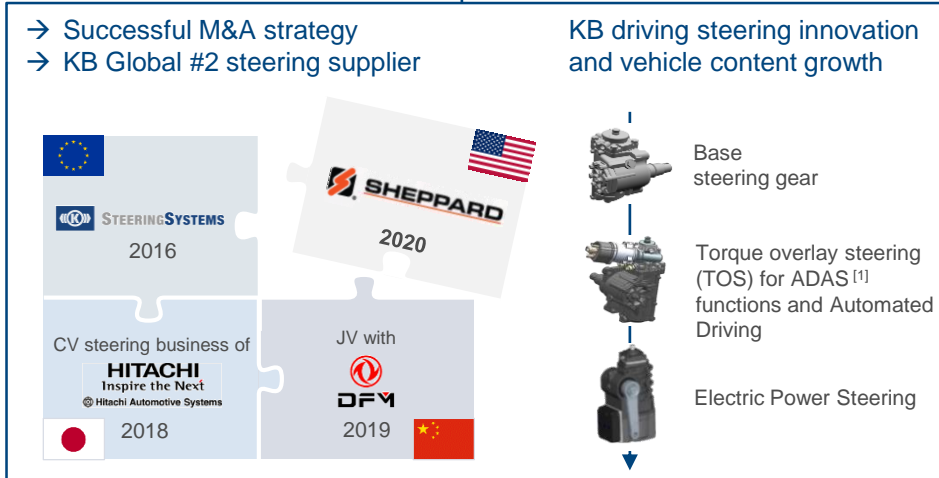 → Successful M&A strategy
→ KB Global #2 steering supplier
STEERINGSYSTEMS
2016
SHEPPARD
2020
CV steering business of
HITACHI
Inspire the Next
Hitachi Automotive Systems
2018
JV with
DFM
2019
KB driving steering innovation
and vehicle content growth
Base
steering gear
Torque overlay steering
(TOS) for ADAS [1]
functions and Automated
Driving
Electric Power Steering